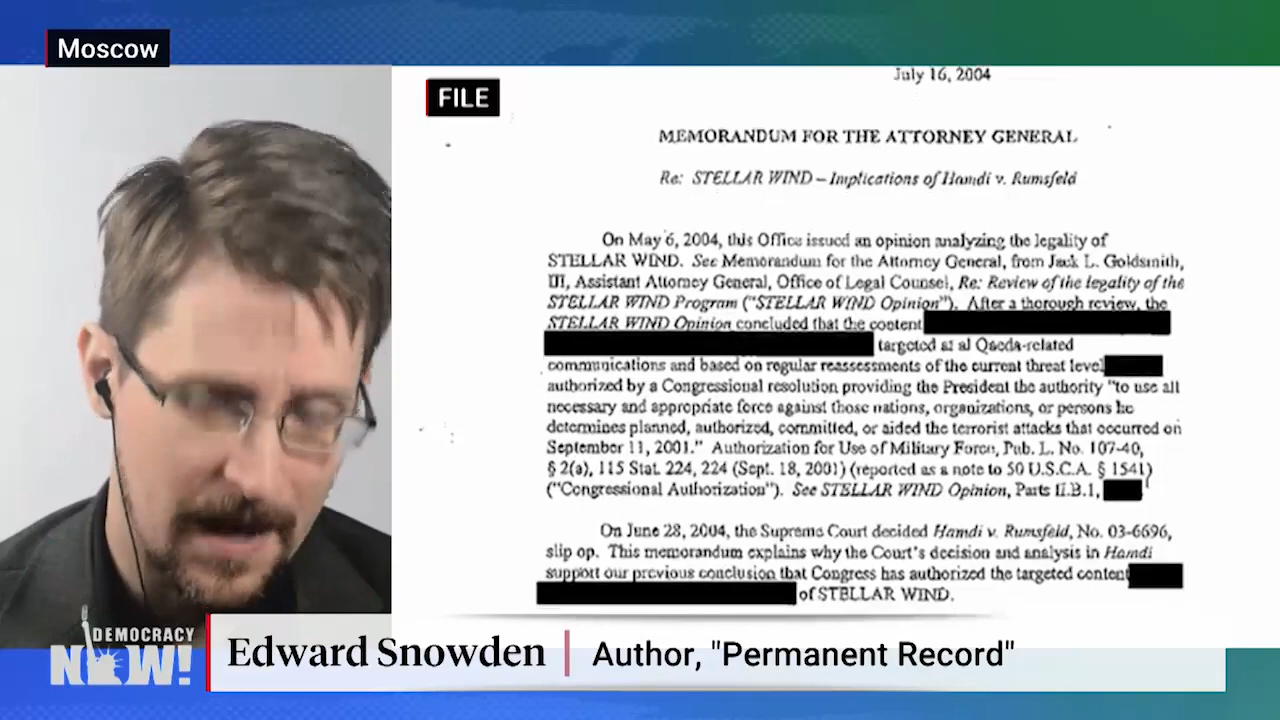 Moscow
FILE
July 16, 2004
MEMORANDUM FOR THE ATTORNEY GENERAL
Re: STELLAR WIND – Implications of Hamdi v. Rumsfeld
On May 6, 2004, this Office issued an opinion analyzing the legality of
STELLAR WIND. See Memorandum for the Attorney General, from Jack L. Goldsmith,
III, Assistant Attorney General, Office of Legal Counsel, Re: Review of the legality of the
STELLAR WIND Program ("STELLAR WIND Opinion"). After a thorough review, the
STELLAR WIND Opinion concluded that the content
targeted at al Qaeda-related
communications and based on regular reassessments of the current threat level
authorized by a Congressional resolution providing the President the authority "to use all
necessary and appropriate force against those nations, organizations, or persons he
determines planned, authorized, committed, or aided the terrorist attacks that occurred on
September 11, 2001." Authorization for Use of Military Force, Pub. L. No. 107-40,
§ 2(a), 115 Stat. 224, 224 (Sept. 18, 2001) (reported as a note to 50 U.S.C.A. § 1541)
("Congressional Authorization"). See STELLAR WIND Opinion, Parts II.B.1,
On June 28, 2004, the Supreme Court decided Hamdi v. Rumsfeld, No. 03-6696,
slip op. This memorandum explains why the Court's decision and analysis in Hamdi
support our previous conclusion that Congress has authorized the targeted content
of STELLAR WIND.
DEMOCRACY
NOW!
Edward Snowden | Author, "Permanent Record"